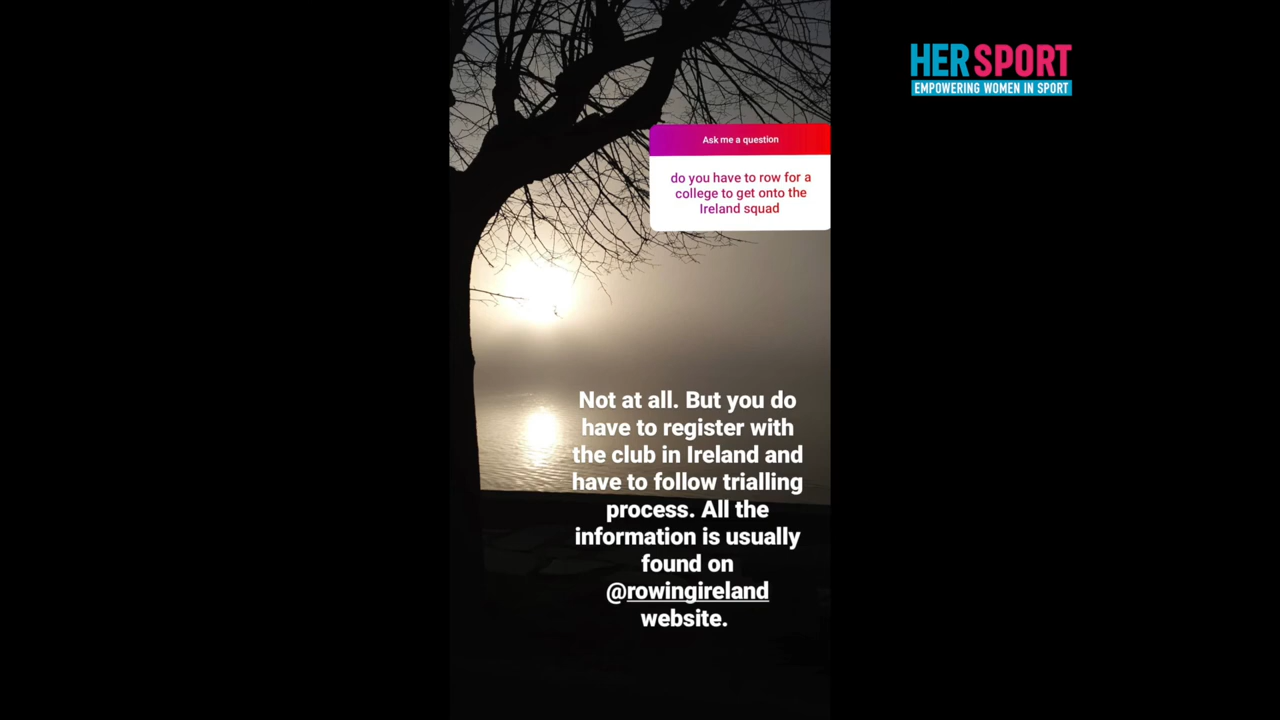 HER SPORT
EMPOWERING WOMEN IN SPORT
Ask me a question
do you have to row for a
college to get onto the
Ireland squad
Not at all. But you do
have to register with
the club in Ireland and
have to follow trialling
process. All the
information is usually
found on
@rowingireland
website.